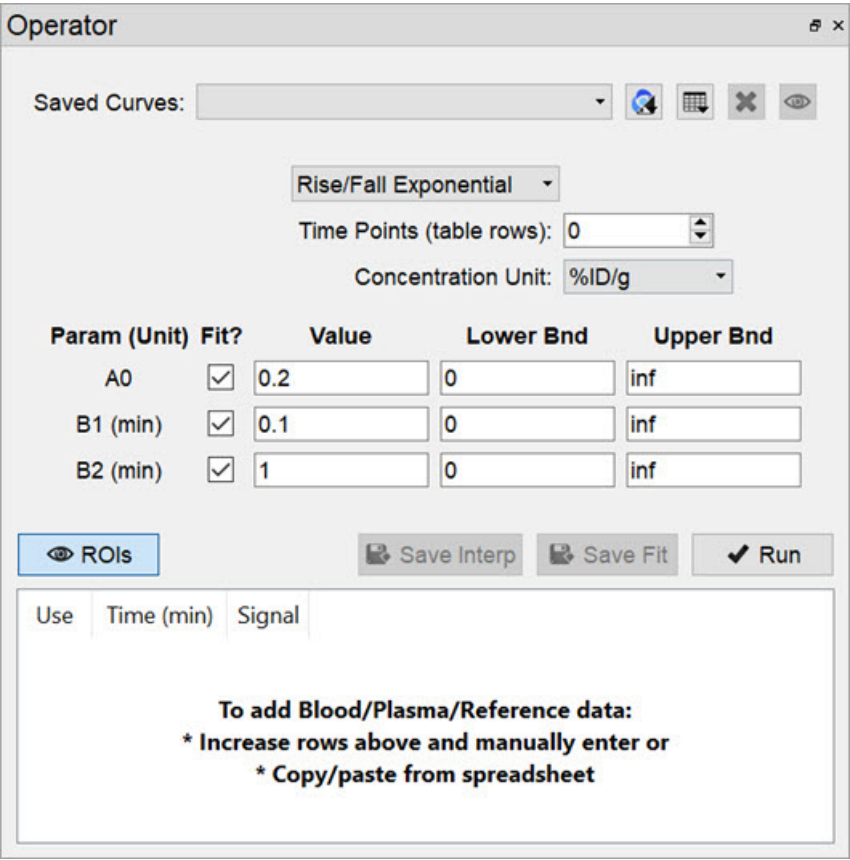 Operator
Saved Curves:
Rise/Fall Exponential
Time Points (table rows): 0
Concentration Unit: %ID/g
Param (Unit) Fit? Value Lower Bnd Upper Bnd
A0 0.2 0 inf
B1 (min) 0.1 0 inf
B2 (min) 1 0 inf
ROIs Save Interp Save Fit Run
Use Time (min) Signal
To add Blood/Plasma/Reference data:
* Increase rows above and manually enter or
* Copy/paste from spreadsheet